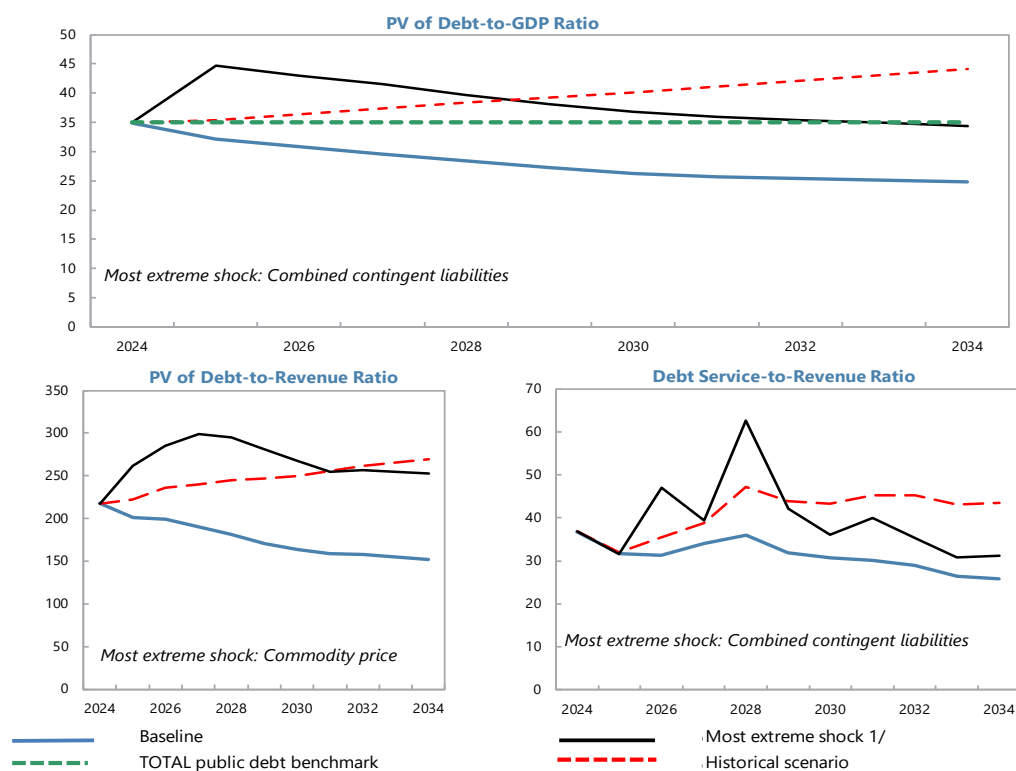 PV of Debt-to-GDP Ratio
50
45
40
35
30
25
20
15
10
5
0
Most extreme shock: Combined contingent liabilities
2024 2026 2028 2030 2032 2034
PV of Debt-to-Revenue Ratio
350
300
250
200
150
100
50
0
Most extreme shock: Commodity price
2024 2026 2028 2030 2032 2034
Debt Service-to-Revenue Ratio
70
60
50
40
30
20
10
0
Most extreme shock: Combined contingent liabilities
2024 2026 2028 2030 2032 2034
Baseline
TOTAL public debt benchmark
Most extreme shock 1/
Historical scenario